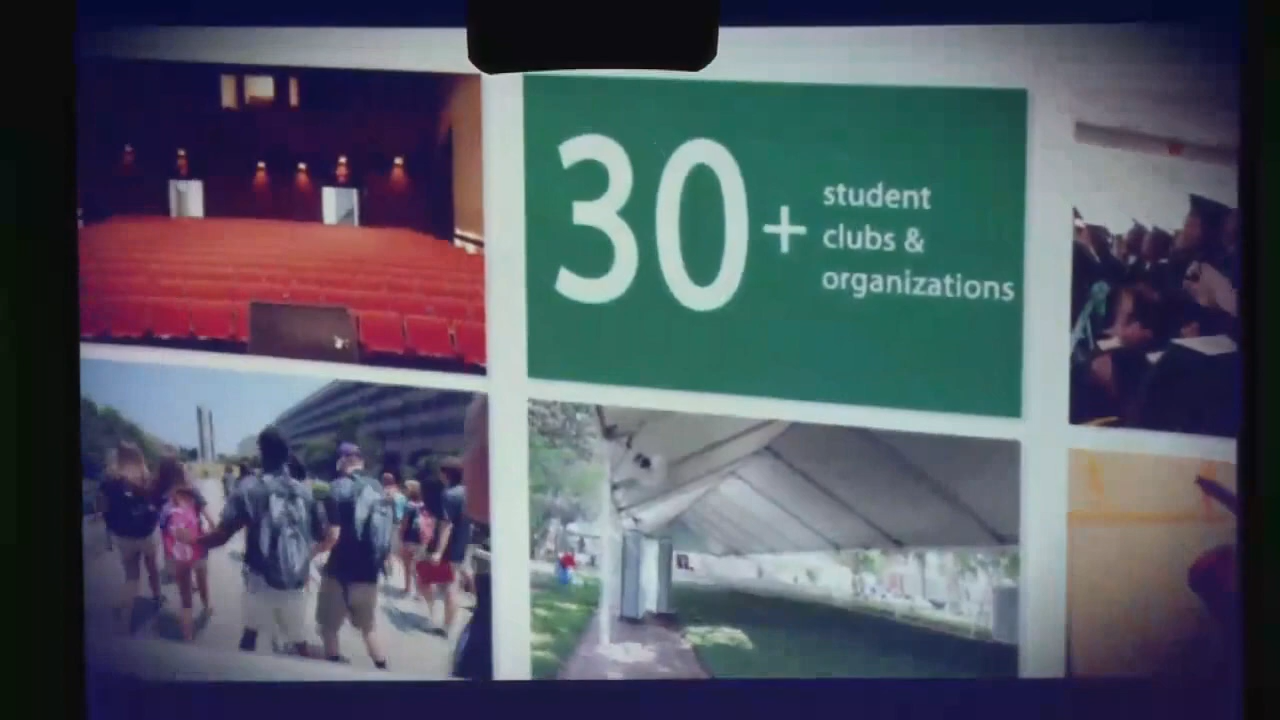 30+
student
clubs &
organizations